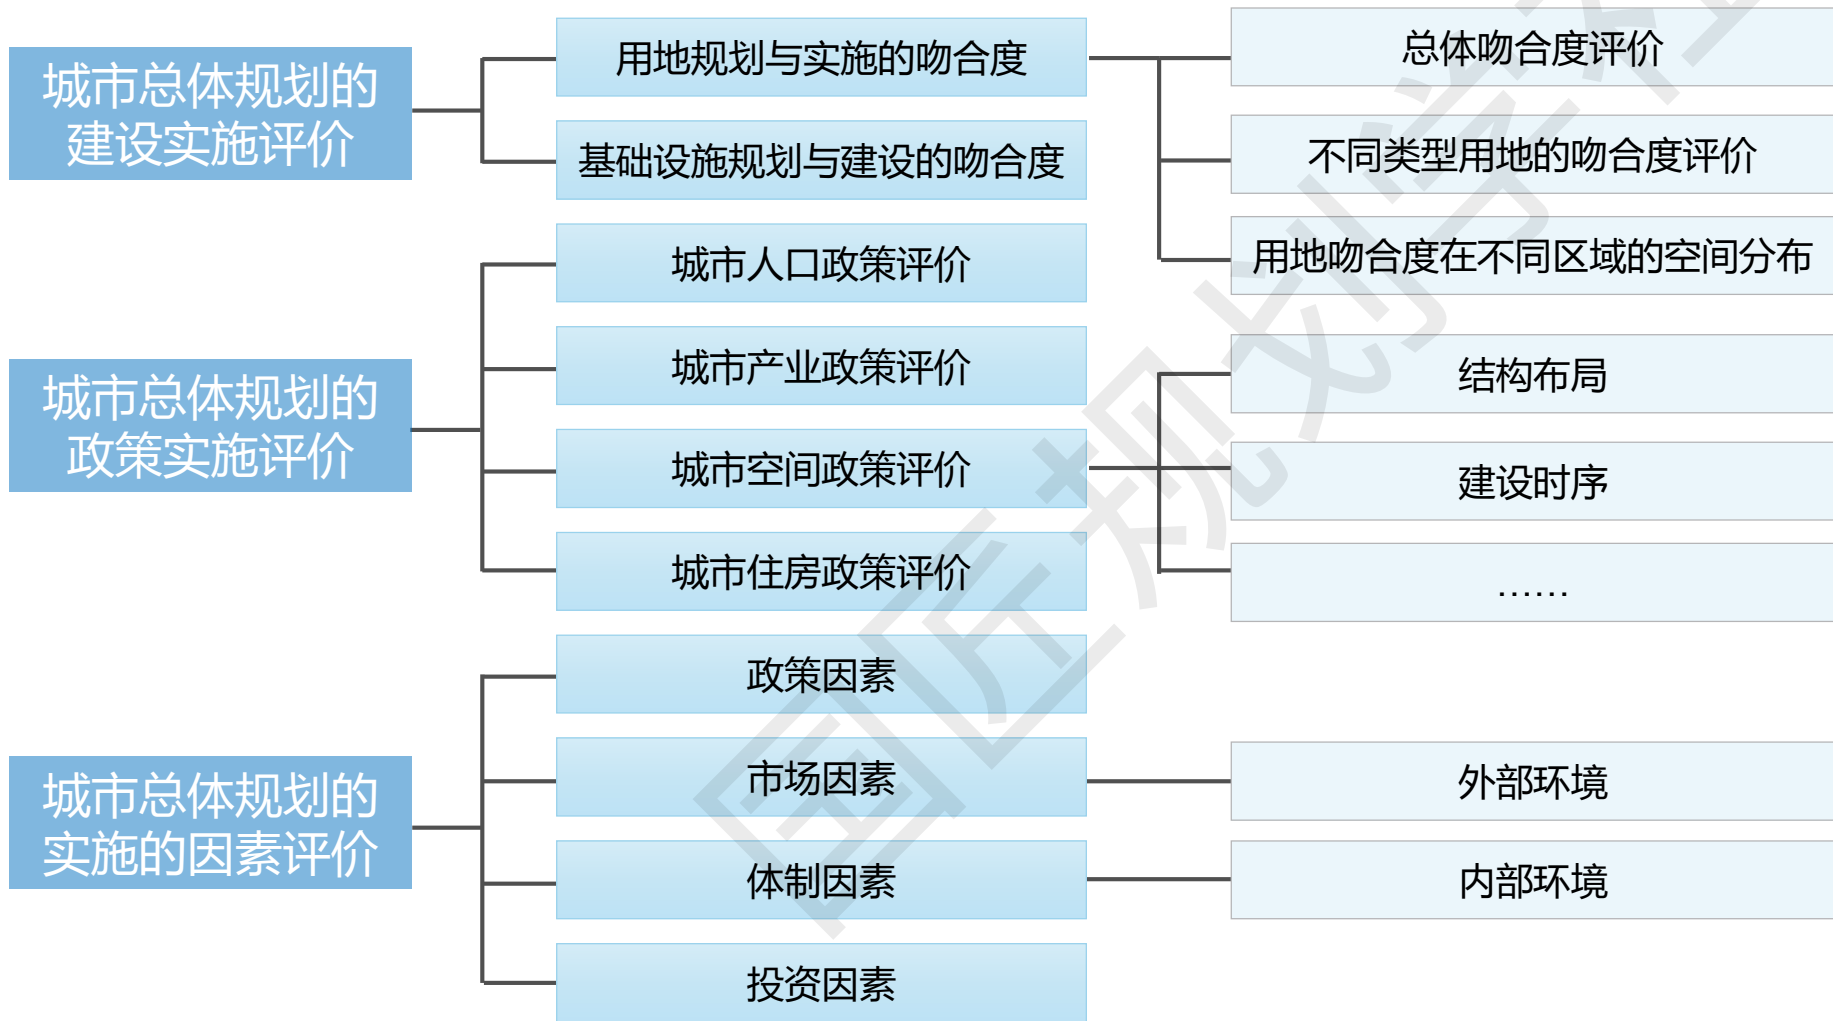 城市总体规划的
建设实施评价
用地规划与实施的吻合度
基础设施规划与建设的吻合度
总体吻合度评价
不同类型用地的吻合度评价
用地吻合度在不同区域的空间分布
城市总体规划的
政策实施评价
城市人口政策评价
城市产业政策评价
城市空间政策评价
城市住房政策评价
结构布局
建设时序
……
城市总体规划的
实施的因素评价
政策因素
市场因素
体制因素
投资因素
外部环境
内部环境
国匠规划学社